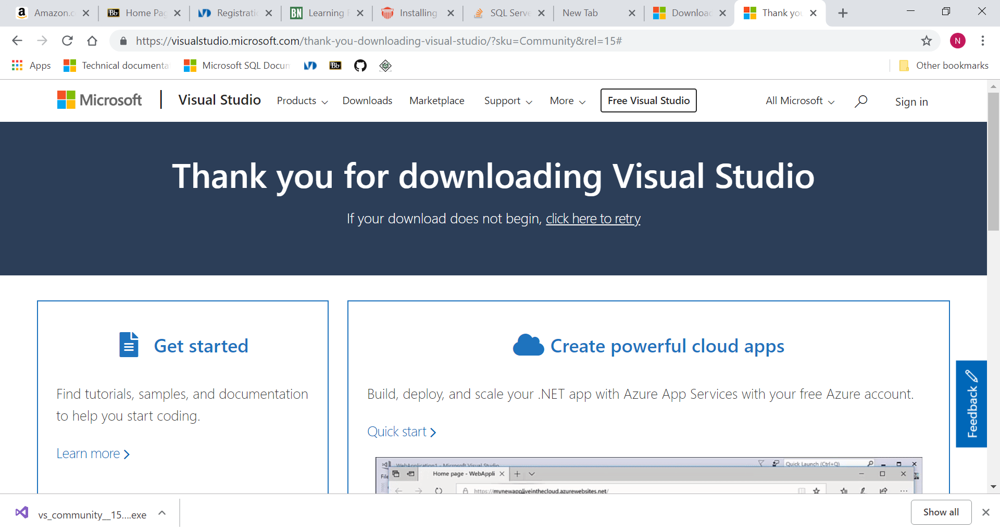 Amazon.c
Home Pag
Registratio
Learning
Installing
SQL Serve
New Tab
Download
Thank you
N
https://visualstudio.microsoft.com/thank-you-downloading-visual-studio/?sku=Community&rel=15#
Apps
Technical documenta
Microsoft SQL Docum
Bb
Other bookmarks
Microsoft
Visual Studio
Products
Downloads
Marketplace
Support
More
Free Visual Studio
All Microsoft
Sign in
Thank you for downloading Visual Studio
If your download does not begin, click here to retry
Get started
Find tutorials, samples, and documentation
to help you start coding.
Learn more
Create powerful cloud apps
Build, deploy, and scale your .NET app with Azure App Services with your free Azure account.
Quick start
WebApplication1 - Microsoft Visual Studio
Quick Launch (Ctrl+Q)
File
Home page - WebAppli
https://mynewappliveinthecloud.azurewebsites.net/
Feedback
vs_community__15....exe
Show all